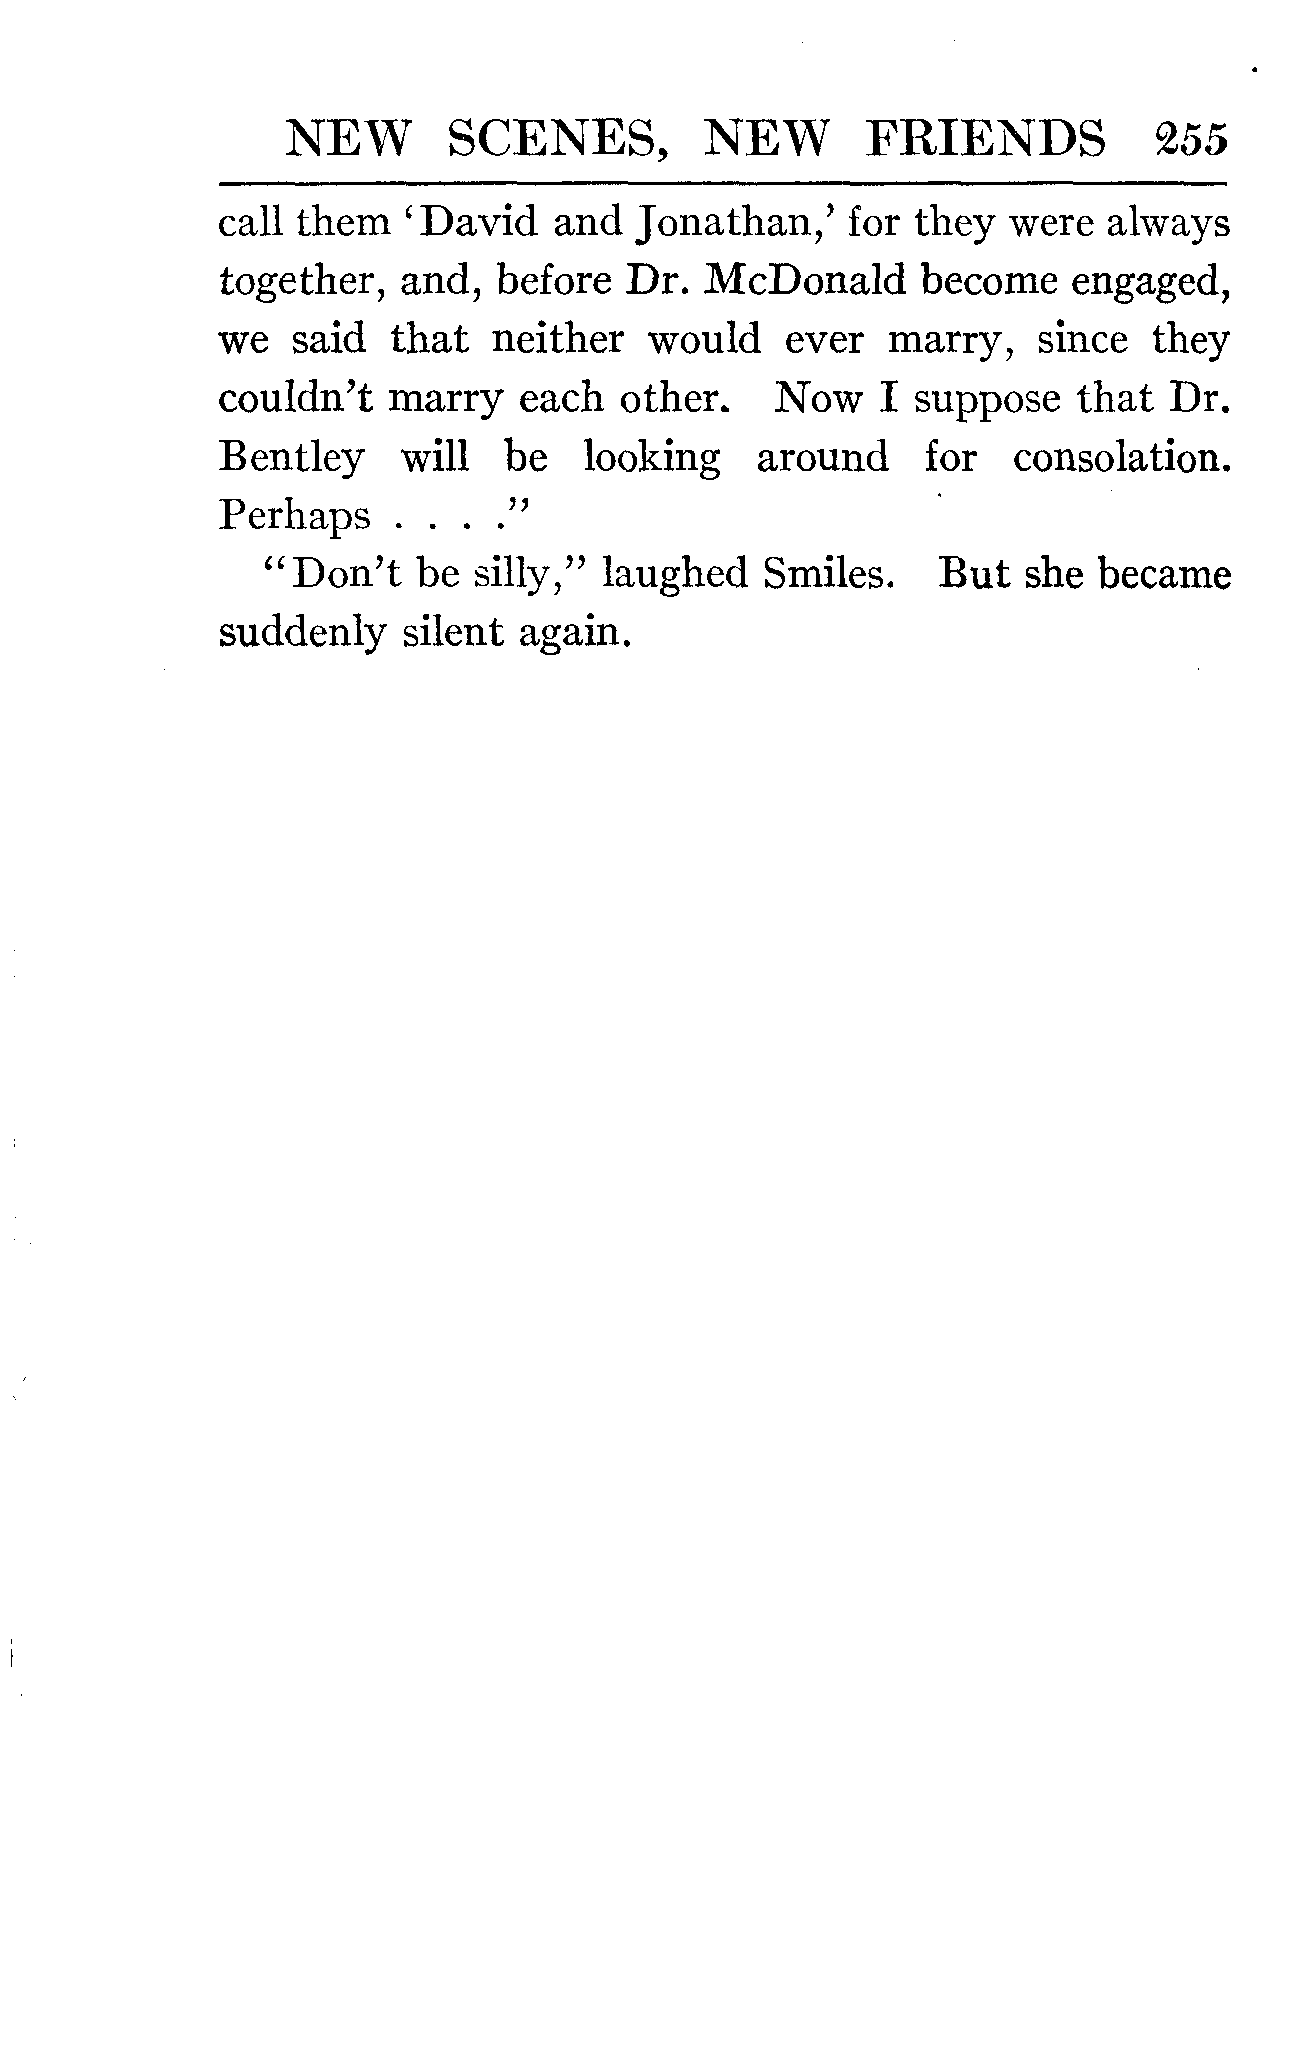 NEW SCENES, NEW FRIENDS 255
call them ‘David and Jonathan,’ for they were always
together, and, before Dr. McDonald become engaged,
we said that neither would ever marry, since they
couldn’t marry each other. Now I suppose that Dr.
Bentley will be looking around for consolation.
Perhaps . . . .”
“Don’t be silly,” laughed Smiles. But she became
suddenly silent again.